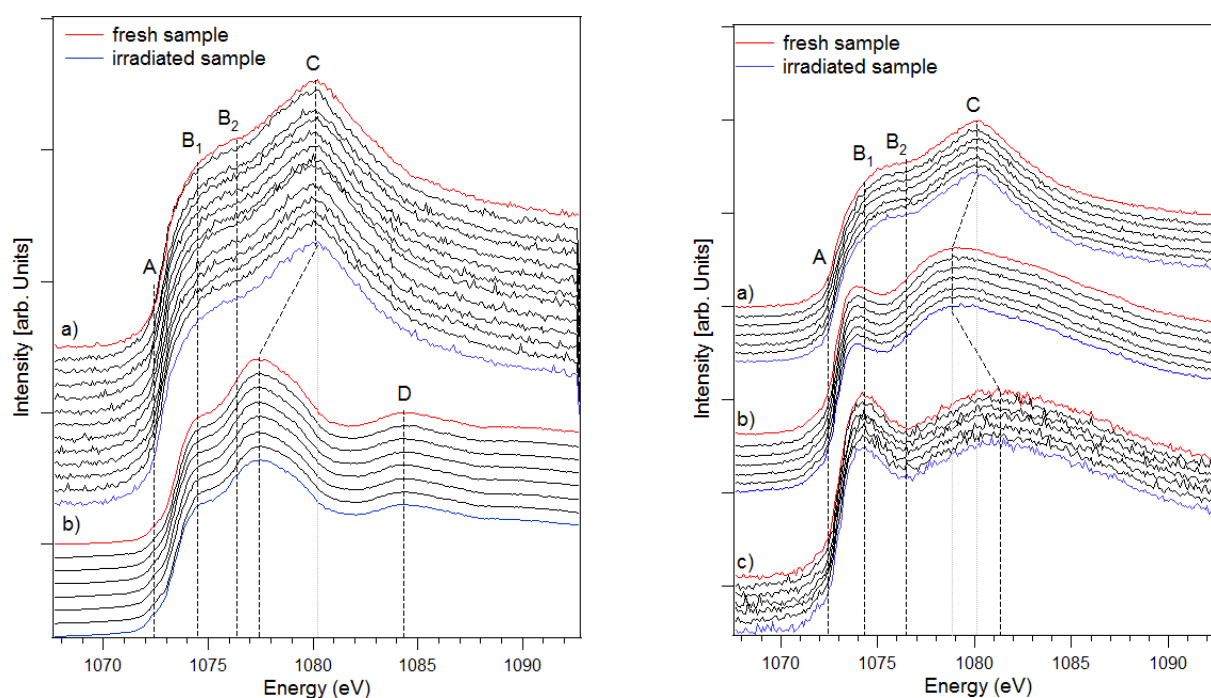 fresh sample
irradiated sample
C
B2
B1
A
a)
D
b)
Intensity [arb. Units]
1070 1075 1080 1085 1090
Energy (eV)
fresh sample
irradiated sample
C
B1 B2
A
a)
b)
c)
Intensity [arb. Units]
1070 1075 1080 1085 1090
Energy (eV)